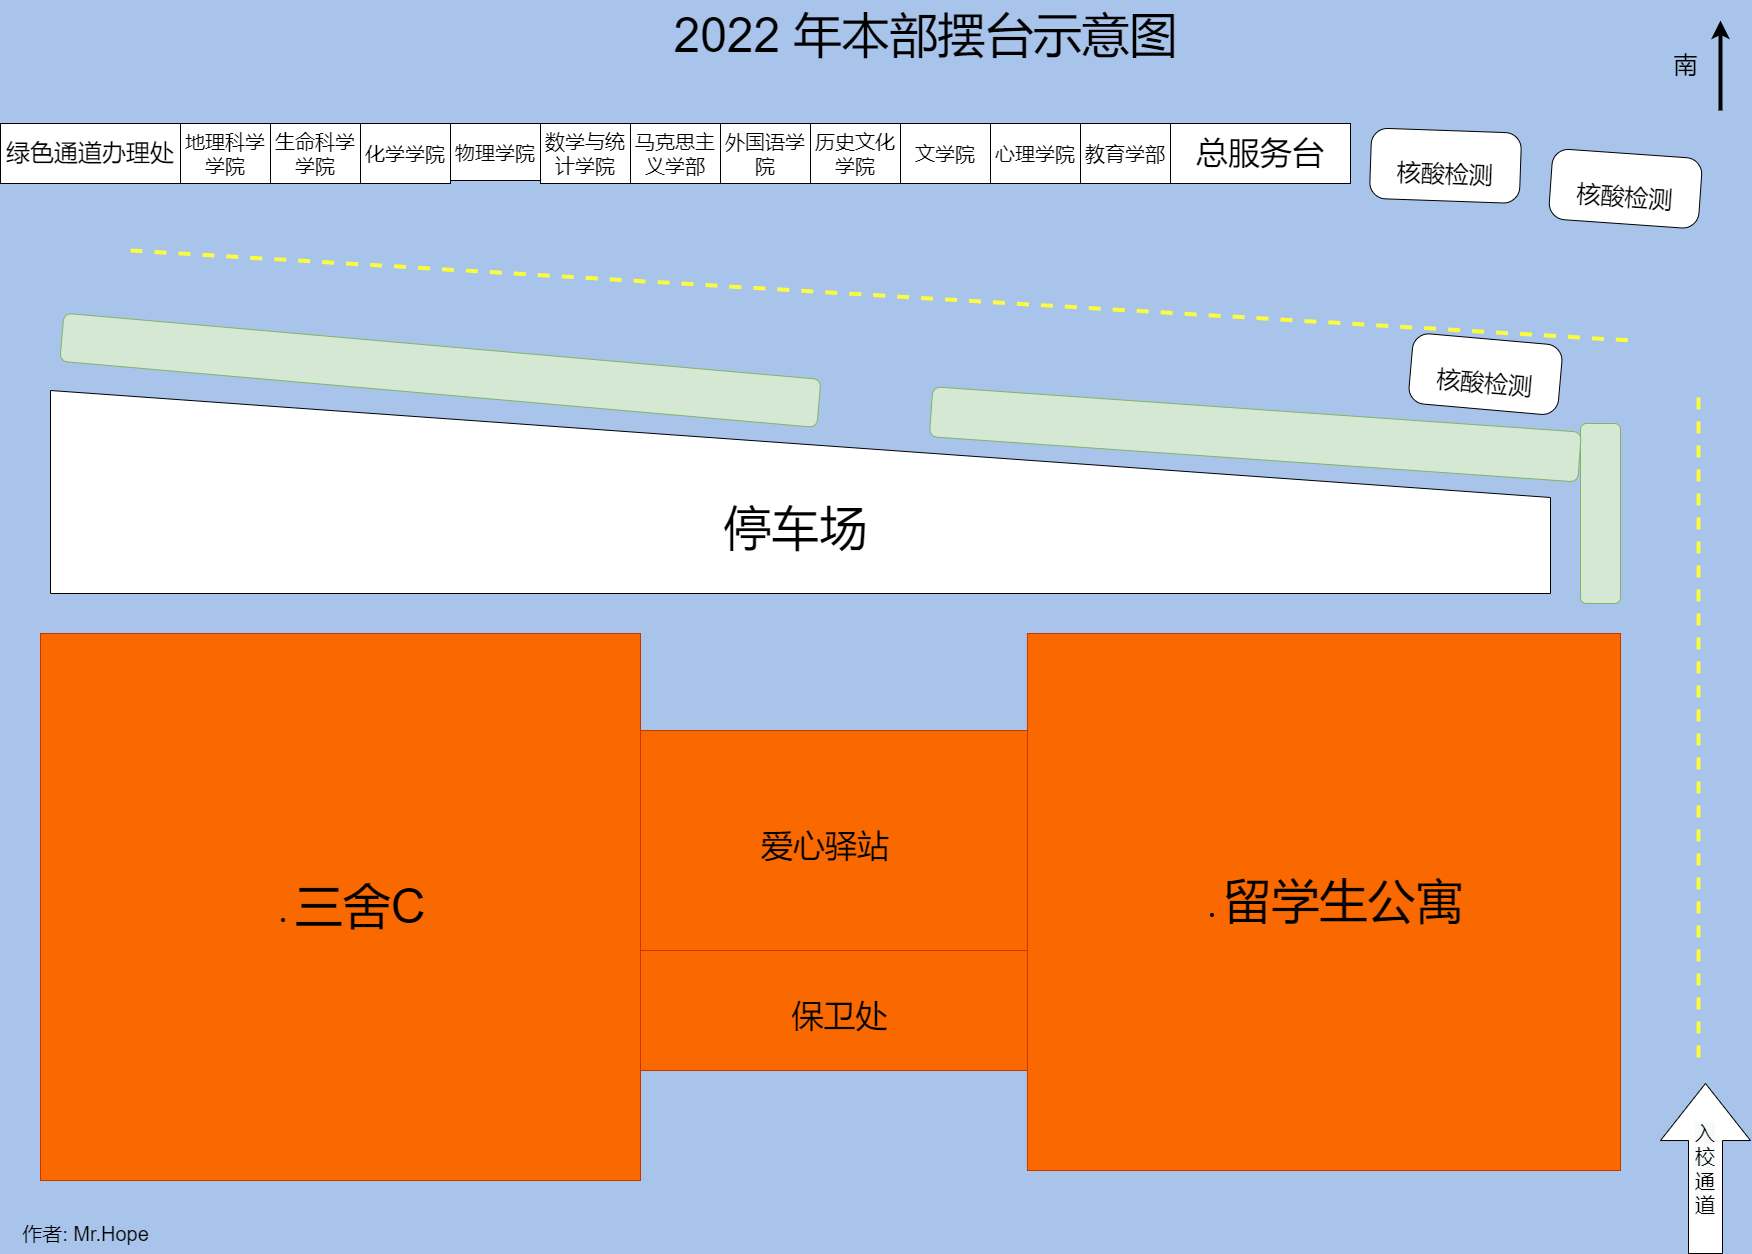 2022 年本部摆台示意图
南
绿色通道办理处
地理科学
学院
生命科学
学院
化学学院
物理学院
数学与统
计学院
马克思主
义学部
外国语学
院
历史文化
学院
文学院
心理学院
教育学部
总服务台
核酸检测
核酸检测
核酸检测
停车场
. 三舍C
爱心驿站
保卫处
. 留学生公寓
入
校
通
道
作者: Mr.Hope